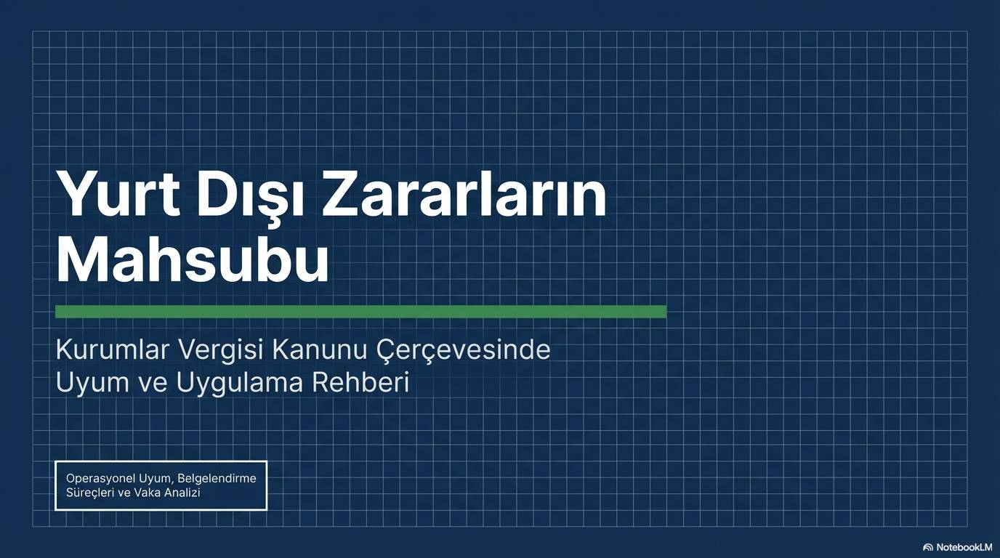 Yurt Dışı Zararların
Mahsubu
Kurumlar Vergisi Kanunu Çerçevesinde
Uyum ve Uygulama Rehberi
Operasyonel Uyum, Belgelendirme
Süreçleri ve Vaka Analizi
NotebookLM